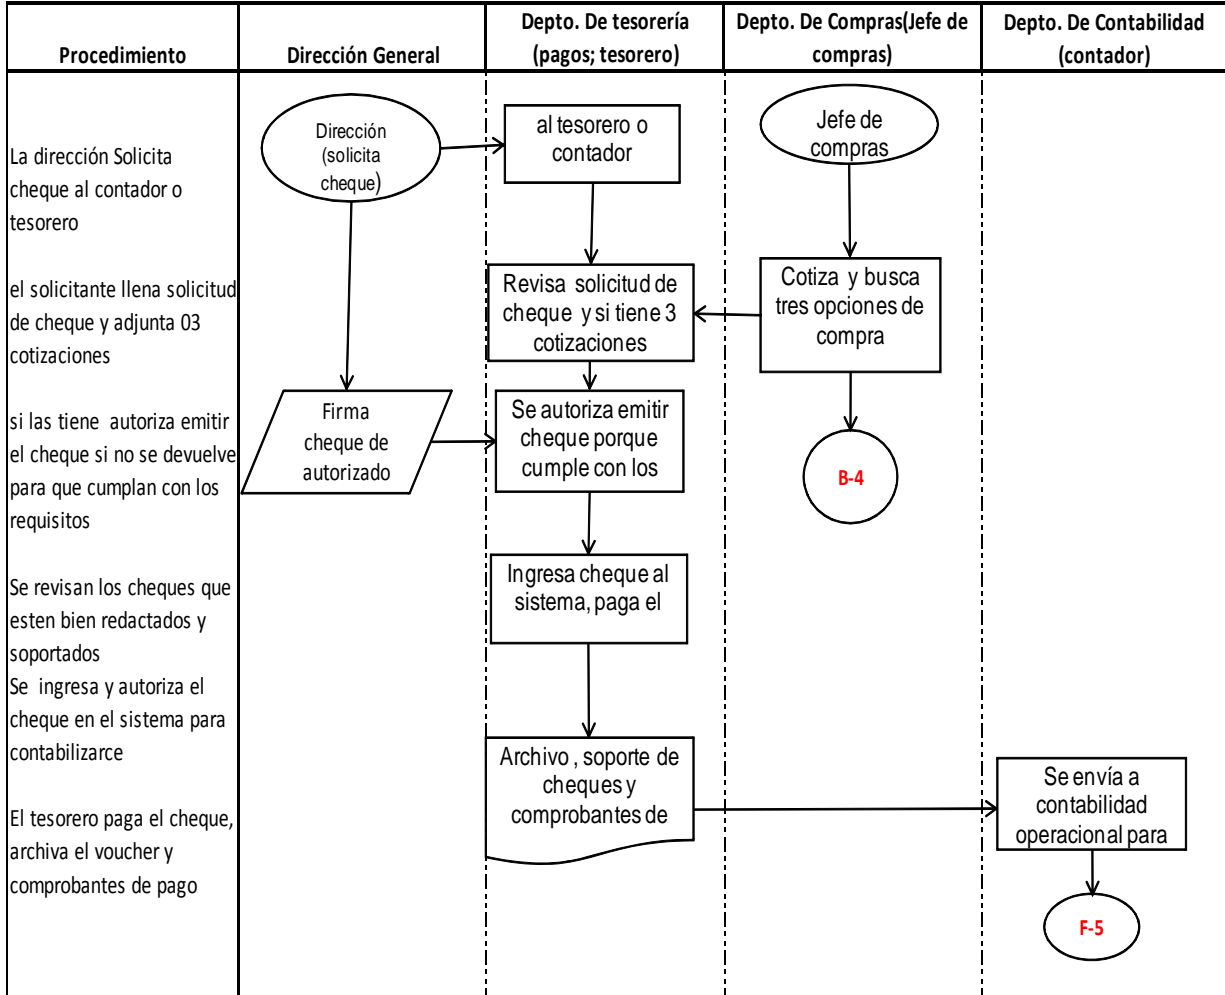 Procedimiento
Dirección General
Depto. De tesorería
(pagos; tesorero)
Depto. De Compras(Jefe de
compras)
Depto. De Contabilidad
(contador)
La dirección Solicita
cheque al contador o
tesorero
el solicitante llena solicitud
de cheque y adjunta 03
cotizaciones
si las tiene autoriza emitir
el cheque si no se devuelve
para que cumplan con los
requisitos
Se revisan los cheques que
esten bien redactados y
soportados
Se ingresa y autoriza el
cheque en el sistema para
contabilizarce
El tesorero paga el cheque,
archiva el voucher y
comprobantes de pago
Dirección
(solicita
cheque)
Firma
cheque de
autorizado
al tesorero o
contador
Revisa solicitud de
cheque y si tiene 3
cotizaciones
Se autoriza emitir
cheque porque
cumple con los
Ingresa cheque al
sistema, paga el
Archivo , soporte de
cheques y
comprobantes de
Jefe de
compras
Cotiza y busca
tres opciones de
compra
B-4
Se envía a
contabilidad
operacional para
F-5